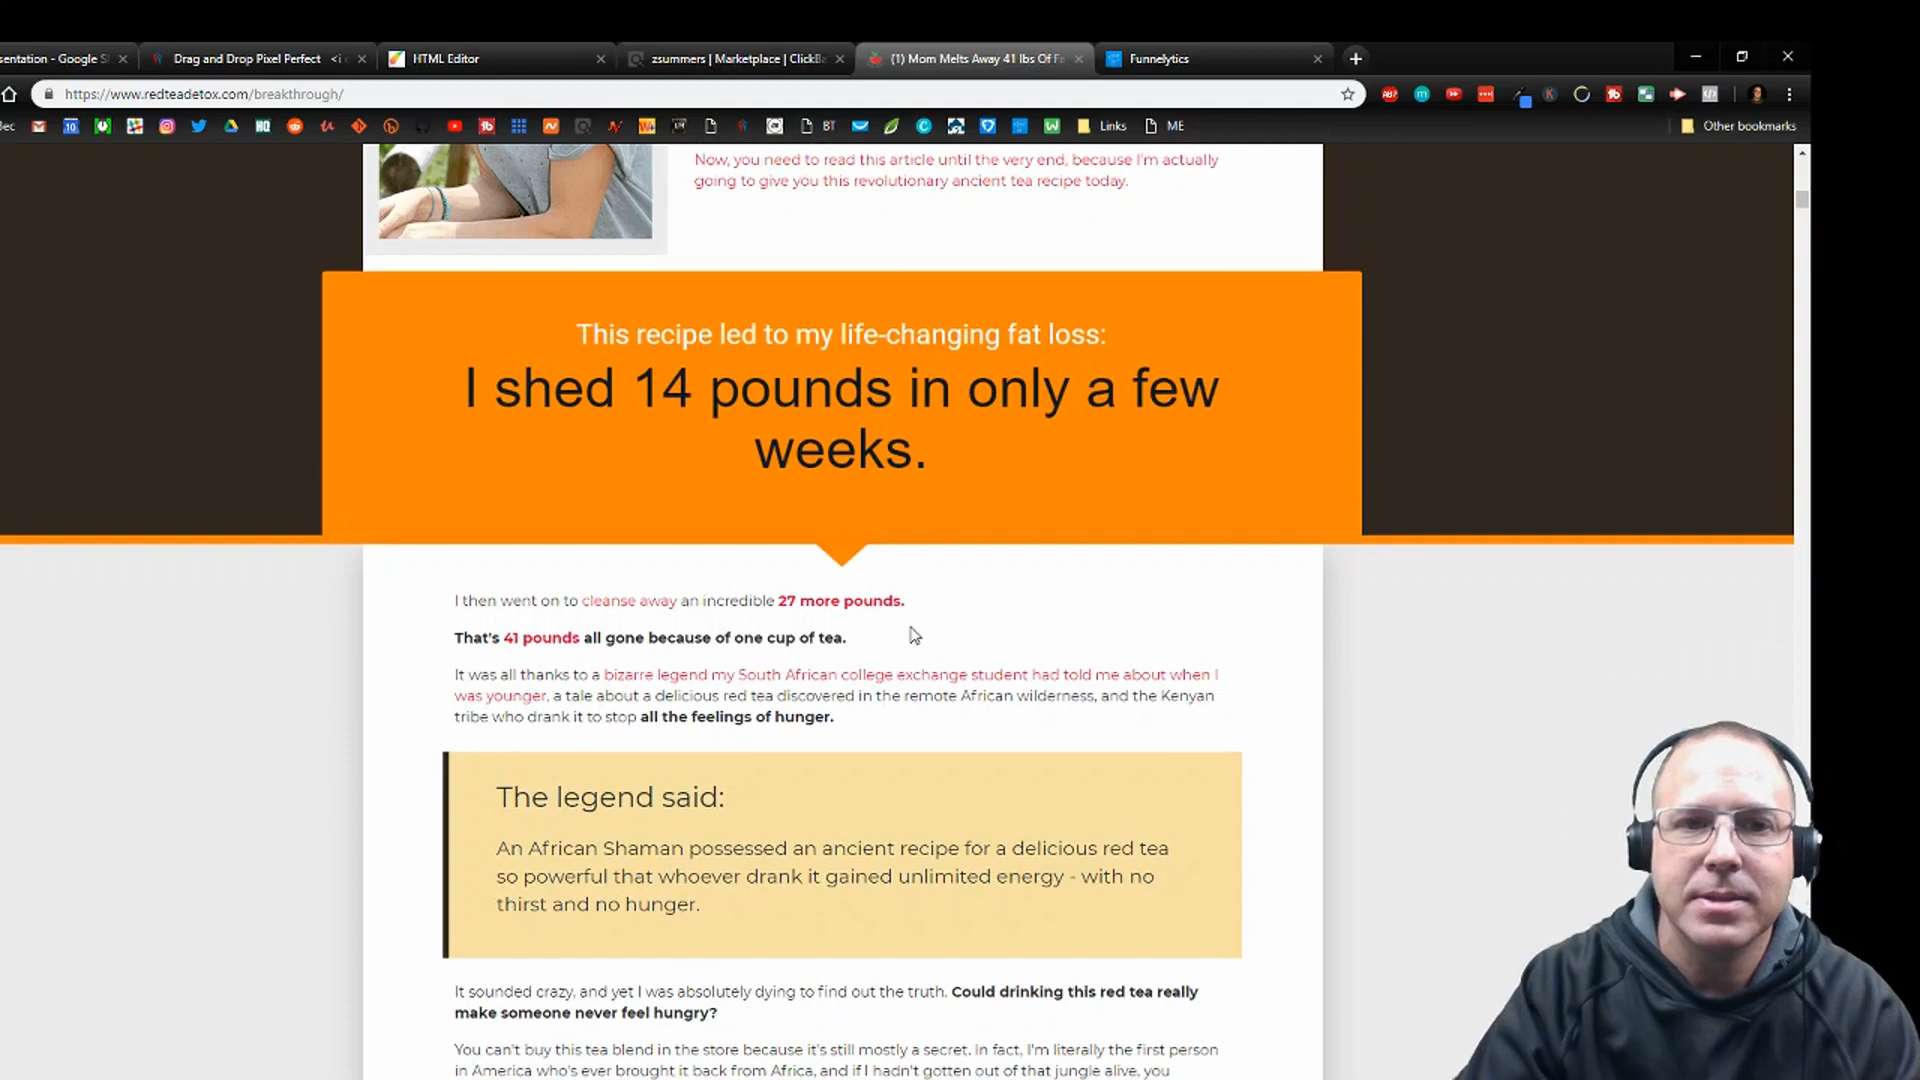 sentation - Google S
Drag and Drop Pixel Perfect <i
HTML Editor
zsummers | Marketplace | ClickBa
(1) Mom Melts Away 41 lbs Of Fa
Funnelytics
https://www.redteadetox.com/breakthrough/
Bec
BT
Links
ME
Other bookmarks
Now, you need to read this article until the very end, because I'm actually
going to give you this revolutionary ancient tea recipe today.
This recipe led to my life-changing fat loss:
I shed 14 pounds in only a few
weeks.
I then went on to cleanse away an incredible 27 more pounds.
That's 41 pounds all gone because of one cup of tea.
It was all thanks to a bizarre legend my South African college exchange student had told me about when I
was younger, a tale about a delicious red tea discovered in the remote African wilderness, and the Kenyan
tribe who drank it to stop all the feelings of hunger.
The legend said:
An African Shaman possessed an ancient recipe for a delicious red tea
so powerful that whoever drank it gained unlimited energy - with no
thirst and no hunger.
It sounded crazy, and yet I was absolutely dying to find out the truth. Could drinking this red tea really
make someone never feel hungry?
You can't buy this tea blend in the store because it's still mostly a secret. In fact, I'm literally the first person
in America who's ever brought it back from Africa, and if I hadn't gotten out of that jungle alive, you